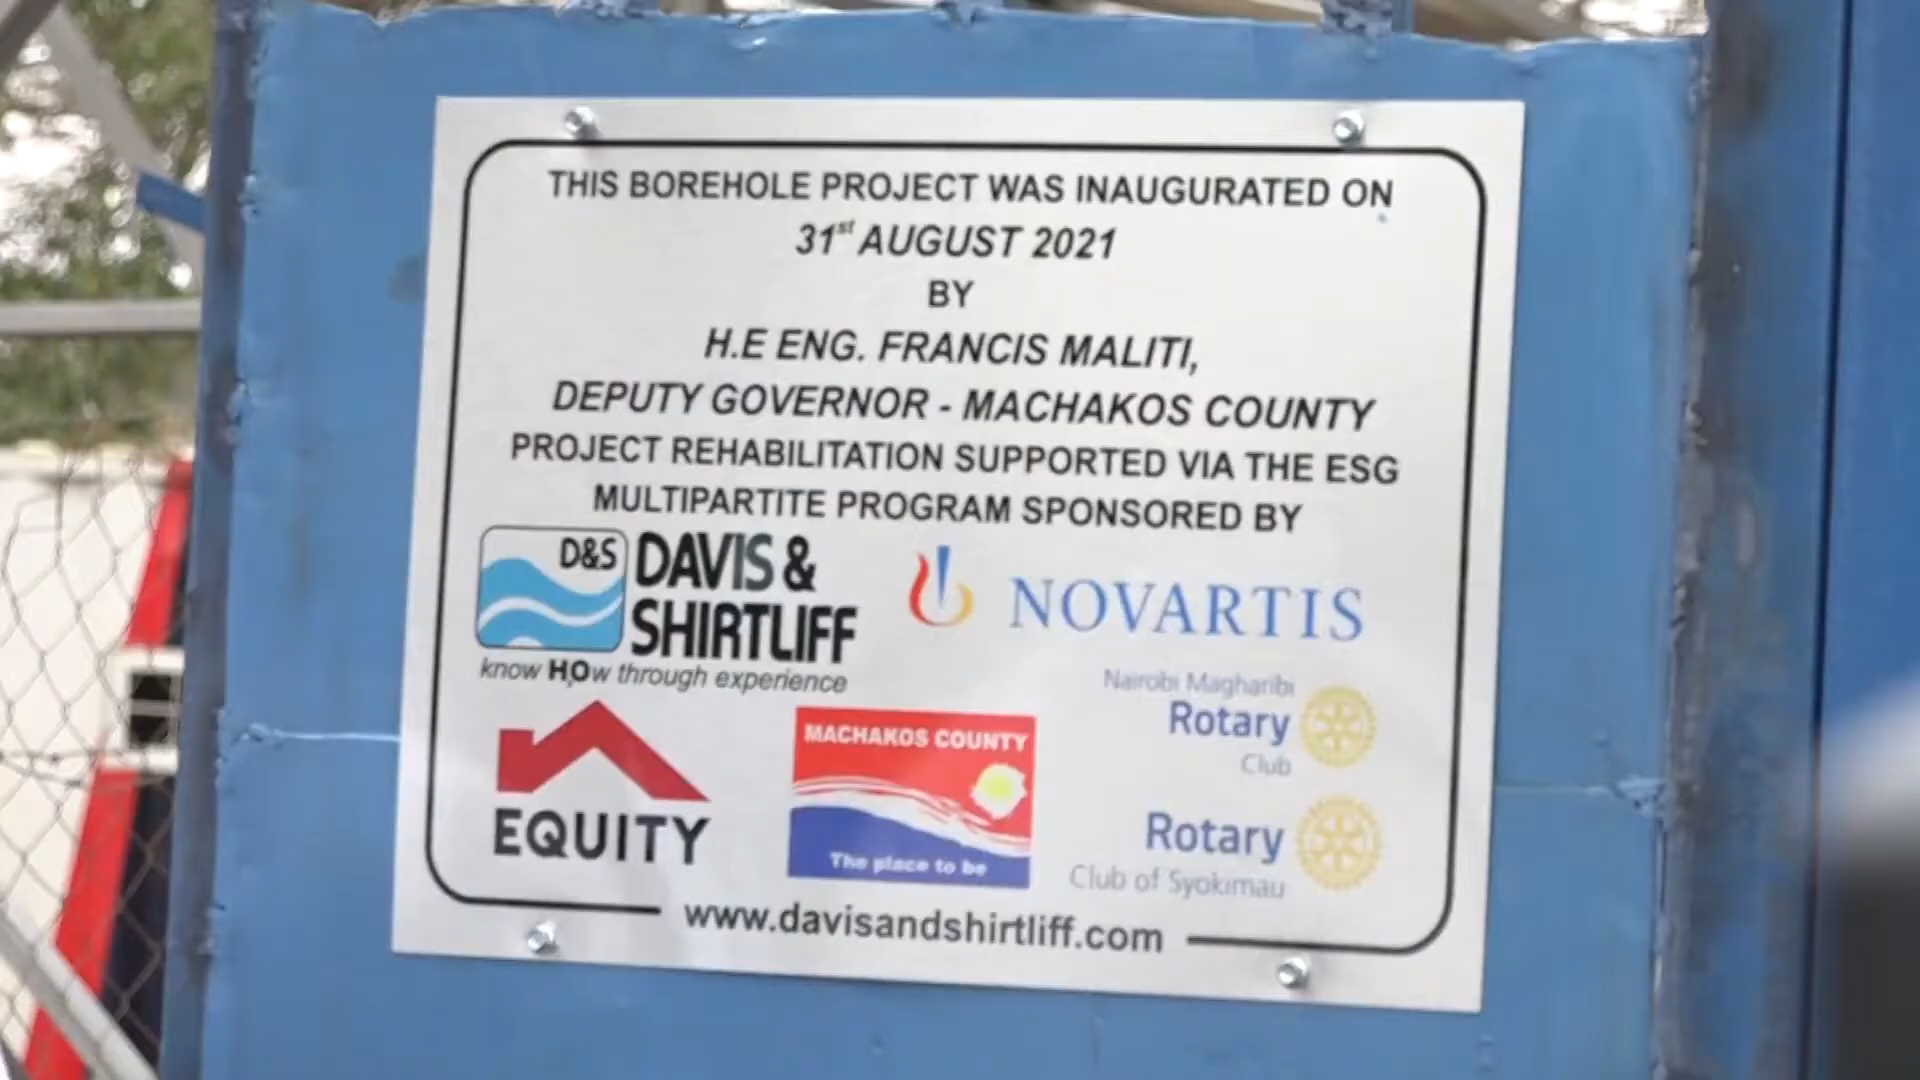 THIS BOREHOLE PROJECT WAS INAUGURATED ON
31st AUGUST 2021
BY
H.E ENG. FRANCIS MALITI,
DEPUTY GOVERNOR - MACHAKOS COUNTY
PROJECT REHABILITATION SUPPORTED VIA THE ESG
MULTIPARTITE PROGRAM SPONSORED BY
D&S DAVIS &
SHIRTLIFF
know H₂Ow through experience
NOVARTIS
EQUITY
MACHAKOS COUNTY
The place to be
Nairobi Magharibi
Rotary
Club
Rotary
Club of Syokimau
www.davisandshirtliff.com